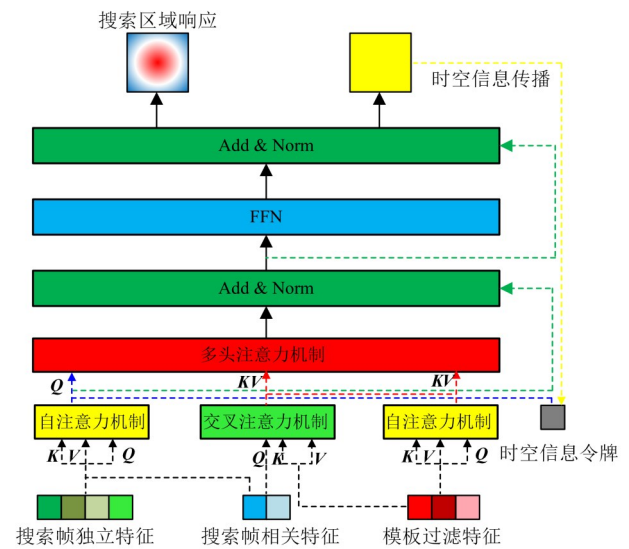 搜索区域响应
时空信息传播
Add & Norm
FFN
Add & Norm
多头注意力机制
Q KV KV
自注意力机制 交叉注意力机制 自注意力机制
K V Q Q K V K V Q
时空信息令牌
搜索帧独立特征 搜索帧相关特征 模板过滤特征